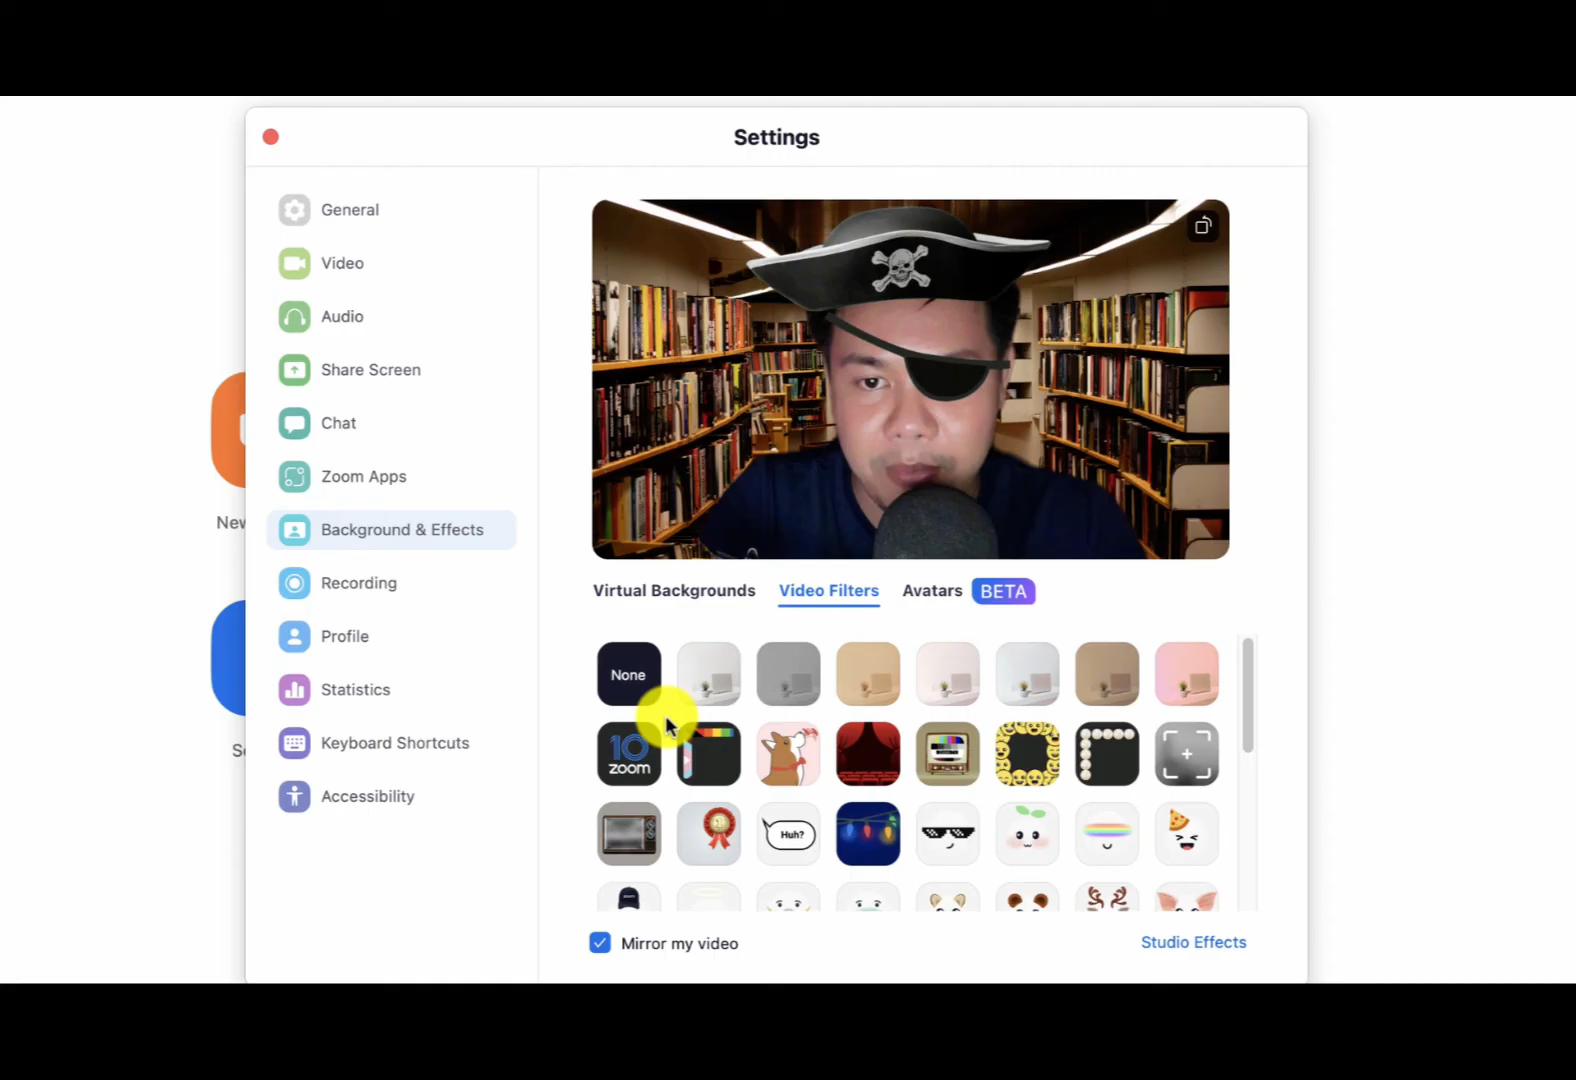 Settings
General
Video
Audio
Share Screen
Chat
Zoom Apps
Background & Effects
Recording
Profile
Statistics
Keyboard Shortcuts
Accessibility
New
S
Virtual Backgrounds
Video Filters
Avatars
BETA
None
10
zoom
Huh?
Mirror my video
Studio Effects